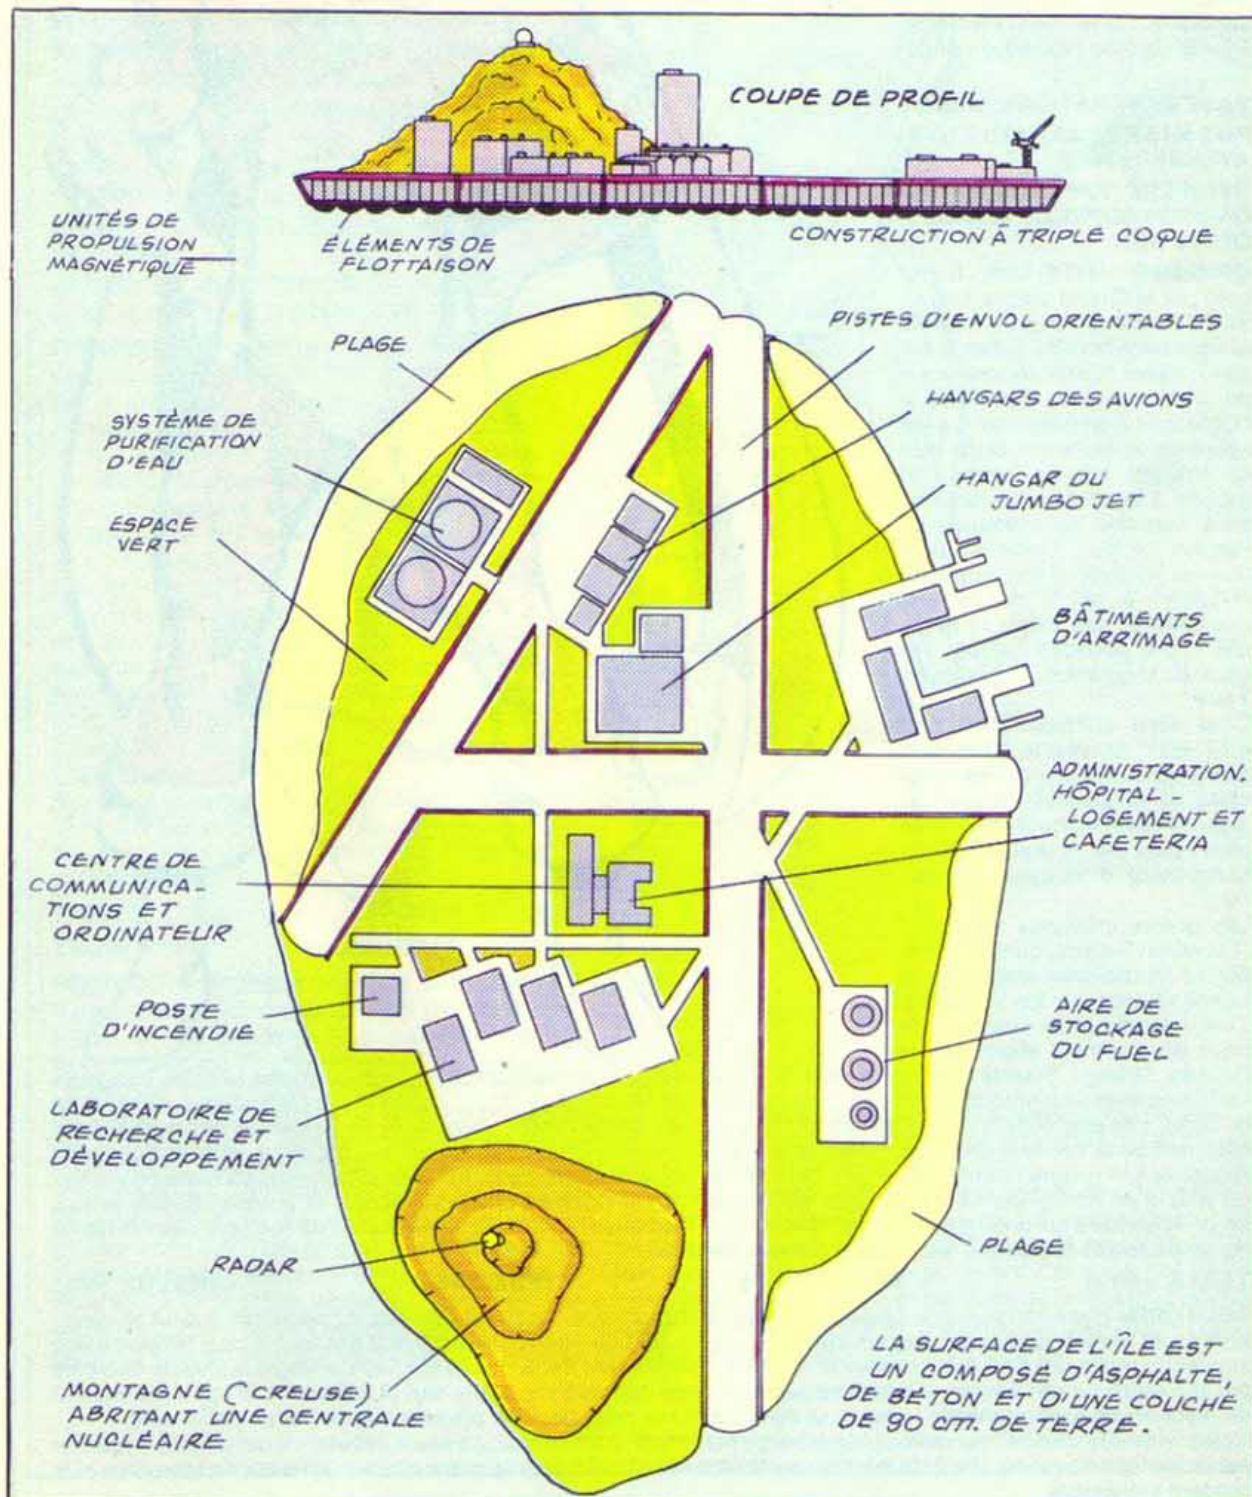 COUPE DE PROFIL
UNITÉS DE
PROPULSION
MAGNÉTIQUE
ÉLÉMENTS DE
FLOTTAISON
CONSTRUCTION À TRIPLE COQUE
PLAGE
PISTES D'ENVOL ORIENTABLES
HANGARS DES AVIONS
SYSTÈME DE
PURIFICATION
D'EAU
HANGAR DU
JUMBO JET
ESPACE
VERT
BÂTIMENTS
D'ARRIMAGE
ADMINISTRATION.
HÔPITAL -
LOGEMENT ET
CAFETERIA
CENTRE DE
COMMUNICA-
TIONS ET
ORDINATEUR
POSTE
D'INCENDIE
AIRE DE
STOCKAGE
DU FUEL
LABORATOIRE DE
RECHERCHE ET
DÉVELOPPEMENT
RADAR
PLAGE
MONTAGNE (CREUSE)
ABRITANT UNE CENTRALE
NUCLÉAIRE
LA SURFACE DE L'ÎLE EST
UN COMPOSÉ D'ASPHALTE,
DE BÉTON ET D'UNE COUCHE
DE 90 CM. DE TERRE.